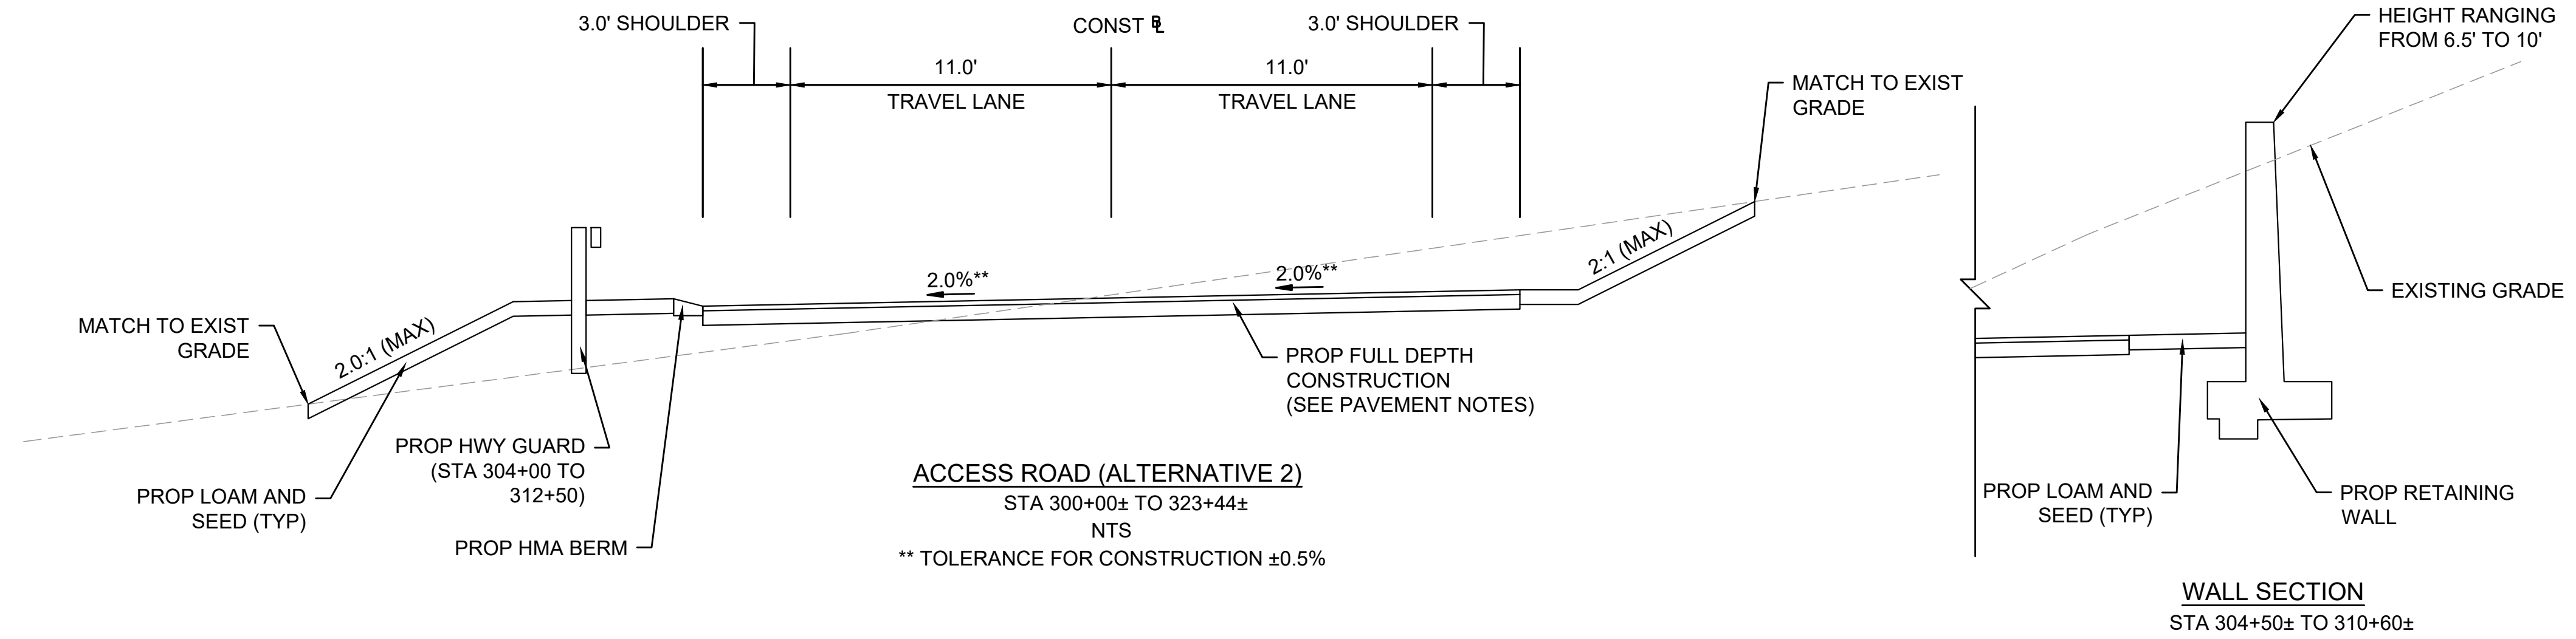 3.0' SHOULDER
CONST ℄
3.0' SHOULDER
11.0'
TRAVEL LANE
11.0'
TRAVEL LANE
MATCH TO EXIST
GRADE
2.0%**
2.0%**
2:1 (MAX)
2.0:1 (MAX)
MATCH TO EXIST
GRADE
PROP FULL DEPTH
CONSTRUCTION
(SEE PAVEMENT NOTES)
PROP HWY GUARD
(STA 304+00 TO
312+50)
PROP LOAM AND
SEED (TYP)
PROP HMA BERM
ACCESS ROAD (ALTERNATIVE 2)
STA 300+00± TO 323+44±
NTS
** TOLERANCE FOR CONSTRUCTION ±0.5%
HEIGHT RANGING
FROM 6.5' TO 10'
EXISTING GRADE
PROP LOAM AND
SEED (TYP)
PROP RETAINING
WALL
WALL SECTION
STA 304+50± TO 310+60±